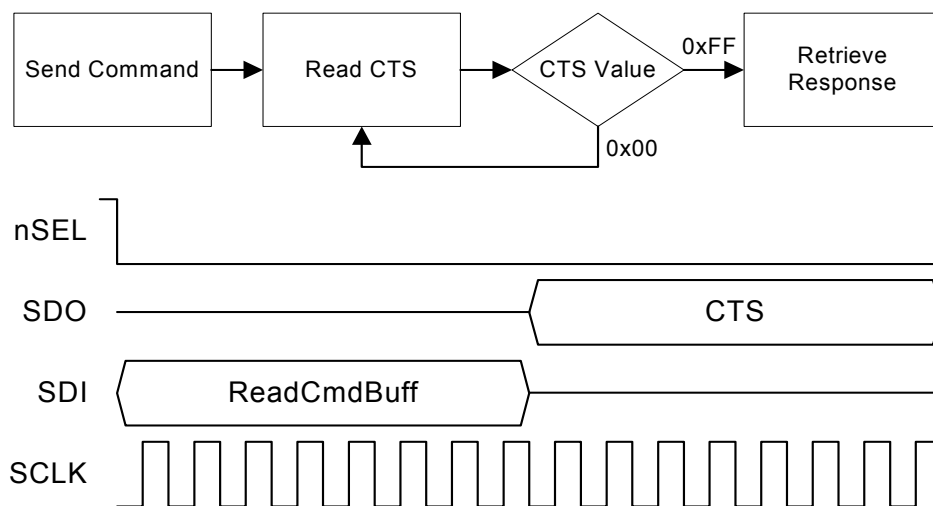 Send Command
Read CTS
CTS Value
0xFF
Retrieve
Response
0x00
nSEL
SDO
CTS
SDI
ReadCmdBuff
SCLK